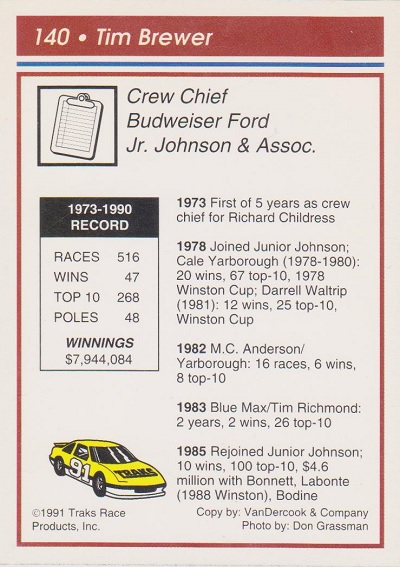 140 • Tim Brewer
Crew Chief
Budweiser Ford
Jr. Johnson & Assoc.
1973-1990
RECORD
RACES 516
WINS 47
TOP 10 268
POLES 48
WINNINGS
$7,944,084
1973 First of 5 years as crew
chief for Richard Childress
1978 Joined Junior Johnson;
Cale Yarborough (1978-1980):
20 wins, 67 top-10, 1978
Winston Cup; Darrell Waltrip
(1981): 12 wins, 25 top-10,
Winston Cup
1982 M.C. Anderson/
Yarborough: 16 races, 6 wins,
8 top-10
1983 Blue Max/Tim Richmond:
2 years, 2 wins, 26 top-10
1985 Rejoined Junior Johnson;
10 wins, 100 top-10, $4.6
million with Bonnett, Labonte
(1988 Winston), Bodine
91
TRAKS
©1991 Traks Race
Products, Inc.
Copy by: VanDercook & Company
Photo by: Don Grassman